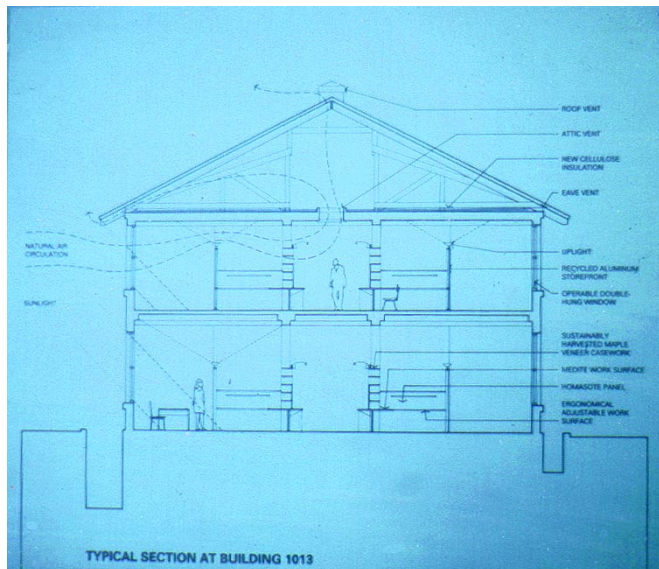 ROOF VENT
ATTIC VENT
NEW CELLULOSE
INSULATION
EAVE VENT
NATURAL AIR
CIRCULATION
SUNLIGHT
UPLIGHT
RECYCLED ALUMINUM
STOREFRONT
OPERABLE DOUBLE-
HUNG WINDOW
SUSTAINABLY
HARVESTED MAPLE
VENEER CASEWORK
MEDITE WORK SURFACE
HOMASOTE PANEL
ERGONOMICAL
ADJUSTABLE WORK
SURFACE
TYPICAL SECTION AT BUILDING 1013